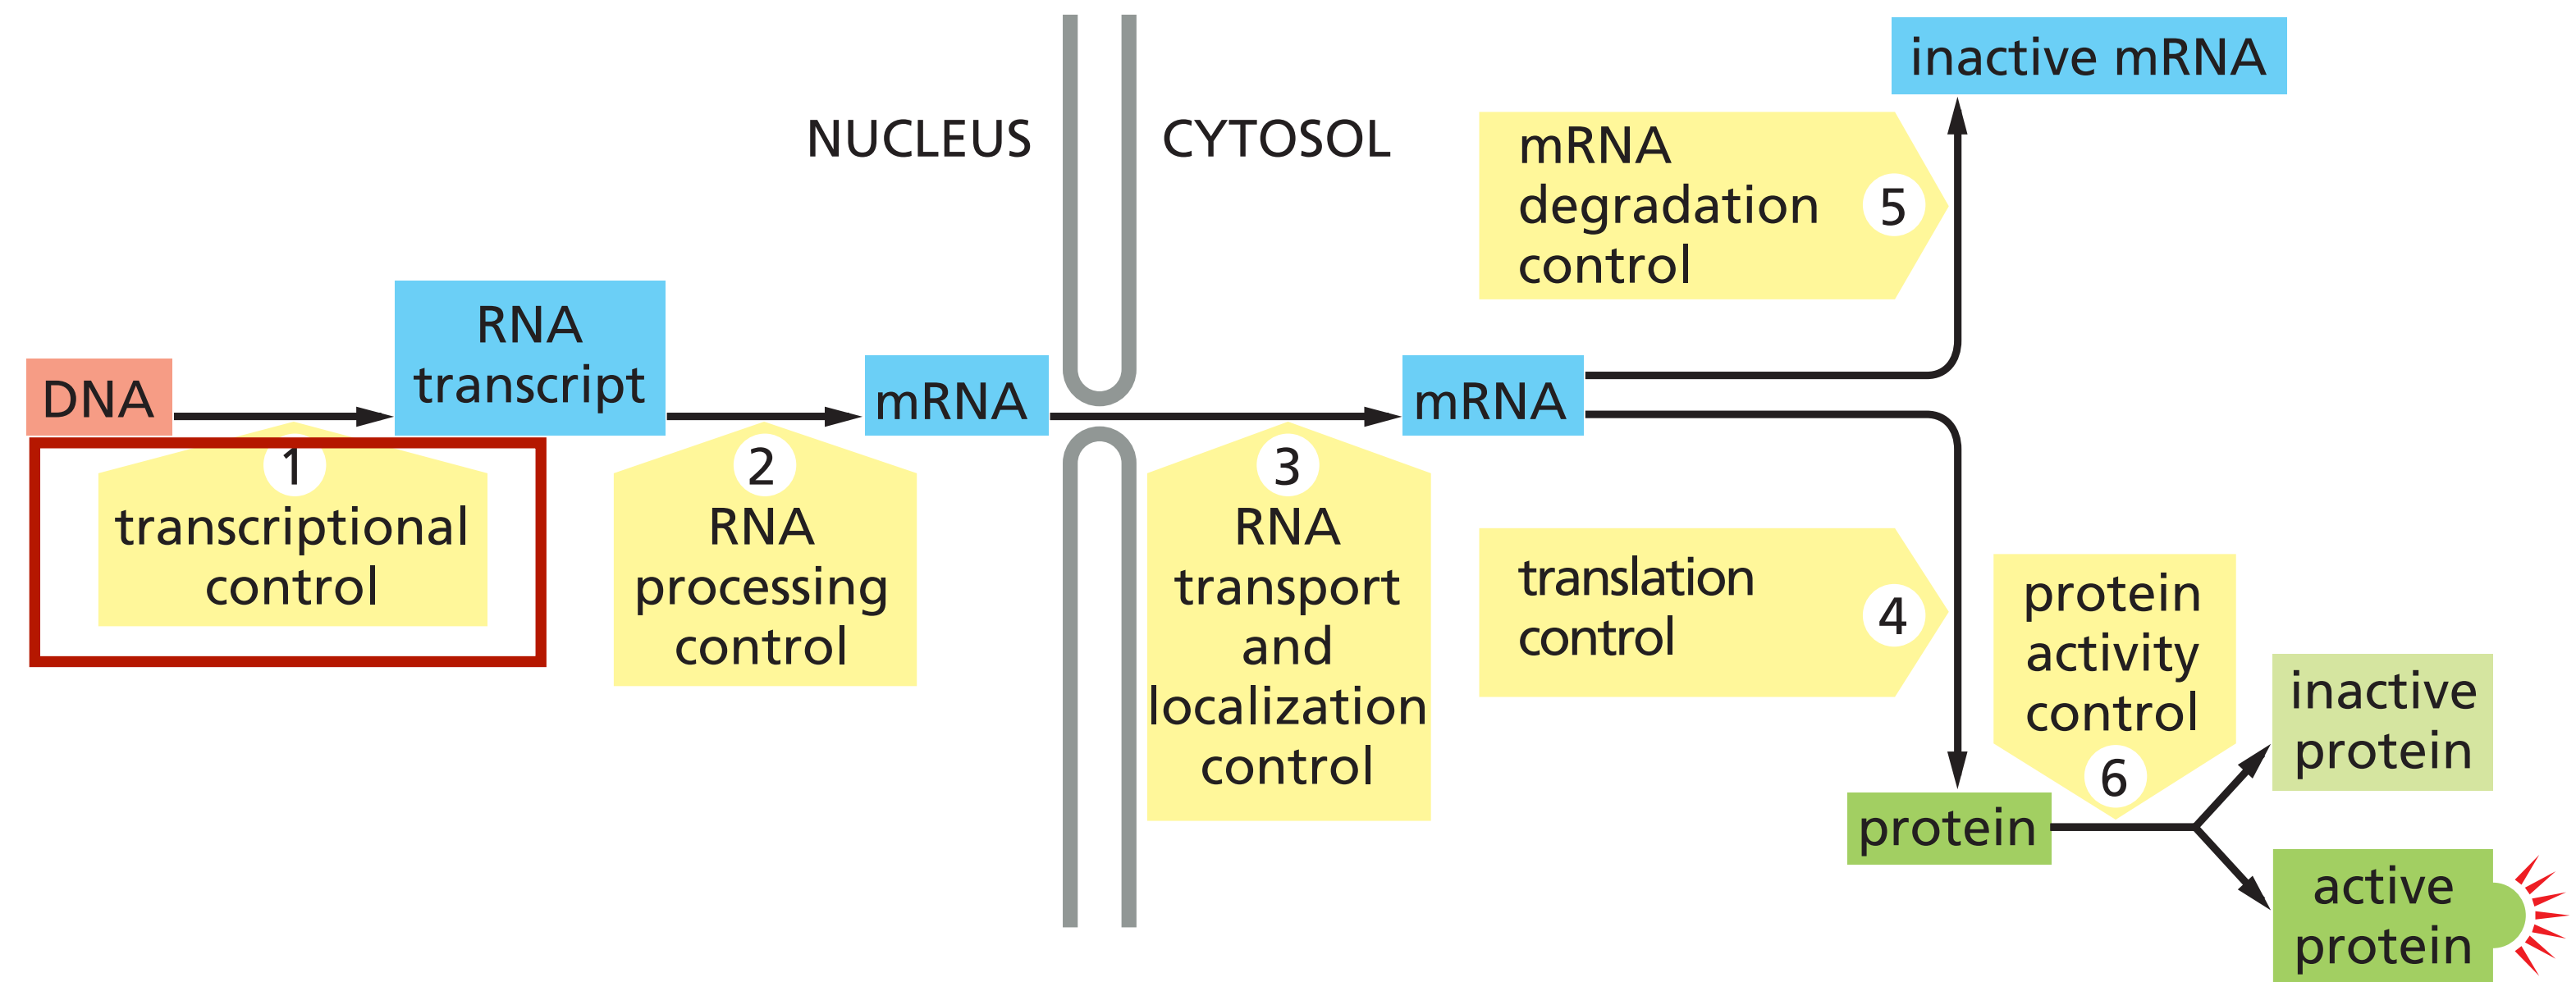 NUCLEUS
CYTOSOL
DNA
RNA
transcript
mRNA
mRNA
inactive mRNA
1
transcriptional
control
2
RNA
processing
control
3
RNA
transport
and
localization
control
mRNA
degradation
control
5
translation
control
4
protein
activity
control
6
protein
inactive
protein
active
protein